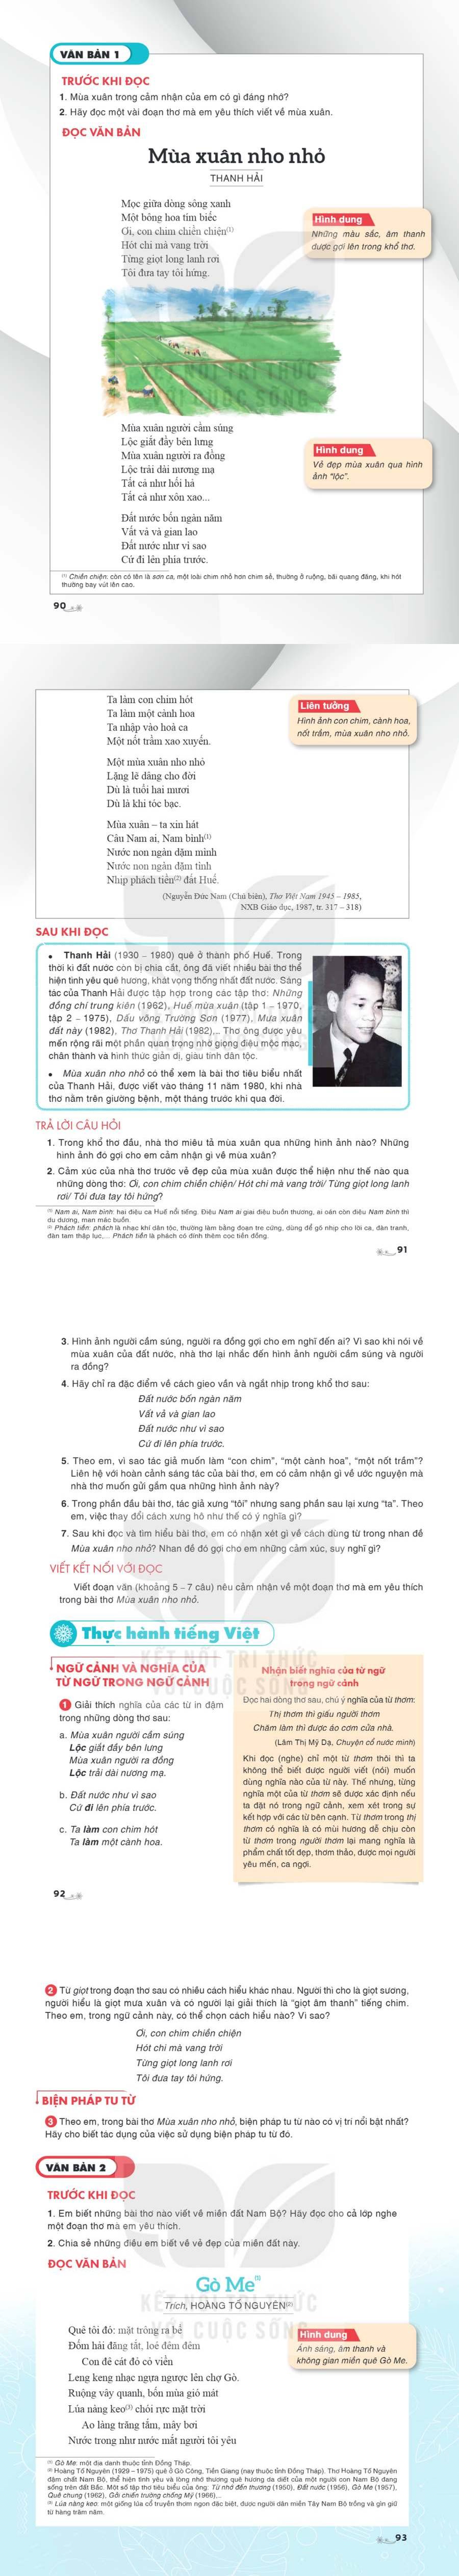 VĂN BẢN 1
TRƯỚC KHI ĐỌC
1. Mùa xuân trong cảm nhận của em có gì đáng nhớ?
2. Hãy đọc một vài đoạn thơ mà em yêu thích viết về mùa xuân.
ĐỌC VĂN BẢN
Mùa xuân nho nhỏ
THANH HẢI
Mọc giữa dòng sông xanh
Một bông hoa tím biếc
Ơi, con chim chiền chiện(1)
Hót chi mà vang trời
Từng giọt long lanh rơi
Tôi đưa tay tôi hứng.
Hình dung
Những màu sắc, âm thanh
được gợi lên trong khổ thơ.
Mùa xuân người cầm súng
Lộc giắt đầy bên lưng
Mùa xuân người ra đồng
Lộc trải dài nương mạ
Tất cả như hối hả
Tất cả như xôn xao...
Hình dung
Vẻ đẹp mùa xuân qua hình
ảnh "lộc".
Đất nước bốn ngàn năm
Vất vả và gian lao
Đất nước như vì sao
Cứ đi lên phía trước.
(1) Chiền chiện: còn có tên là sơn ca, một loài chim nhỏ hơn chim sẻ, thường ở ruộng, bãi quang đãng, khi hót
thường bay vút lên cao.
90
Ta làm con chim hót
Ta làm một cành hoa
Ta nhập vào hoà ca
Một nốt trầm xao xuyến.
Liên tưởng
Hình ảnh con chim, cành hoa,
nốt trầm, mùa xuân nho nhỏ.
Một mùa xuân nho nhỏ
Lặng lẽ dâng cho đời
Dù là tuổi hai mươi
Dù là khi tóc bạc.
Mùa xuân – ta xin hát
Câu Nam ai, Nam bình(1)
Nước non ngàn dặm mình
Nước non ngàn dặm tình
Nhịp phách tiền(2) đất Huế.
(Nguyễn Đức Nam (Chủ biên), Thơ Việt Nam 1945 – 1985,
NXB Giáo dục, 1987, tr. 317 – 318)
SAU KHI ĐỌC
• Thanh Hải (1930 – 1980) quê ở thành phố Huế. Trong
thời kì đất nước còn bị chia cắt, ông đã viết nhiều bài thơ thể
hiện tình yêu quê hương, khát vọng thống nhất đất nước. Sáng
tác của Thanh Hải được tập hợp trong các tập thơ: Những
đồng chí trung kiên (1962), Huế mùa xuân (tập 1 – 1970,
tập 2 – 1975), Dấu võng Trường Sơn (1977), Mưa xuân
đất này (1982), Thơ Thanh Hải (1982),... Thơ ông được yêu
mến rộng rãi một phần quan trọng nhờ giọng điệu mộc mạc,
chân thành và hình thức giản dị, giàu tính dân tộc.
• Mùa xuân nho nhỏ có thể xem là bài thơ tiêu biểu nhất
của Thanh Hải, được viết vào tháng 11 năm 1980, khi nhà
thơ nằm trên giường bệnh, một tháng trước khi qua đời.
TRẢ LỜI CÂU HỎI
1. Trong khổ thơ đầu, nhà thơ miêu tả mùa xuân qua những hình ảnh nào? Những
hình ảnh đó gợi cho em cảm nhận gì về mùa xuân?
2. Cảm xúc của nhà thơ trước vẻ đẹp của mùa xuân được thể hiện như thế nào qua
những dòng thơ: Ơi, con chim chiền chiện/ Hót chi mà vang trời/ Từng giọt long lanh
rơi/ Tôi đưa tay tôi hứng?
(1) Nam ai, Nam bình: hai điệu ca Huế nổi tiếng. Điệu Nam ai giai điệu buồn thương, ai oán còn điệu Nam bình thì
dịu dương, man mác buồn.
(2) Phách tiền: phách là nhạc khí dân tộc, thường làm bằng đoạn tre cứng, dùng để gõ nhịp cho lời ca, đàn tranh,
đàn tam thập lục,... Phách tiền là phách có đính thêm cọc tiền đồng.
91
3. Hình ảnh người cầm súng, người ra đồng gợi cho em nghĩ đến ai? Vì sao khi nói về
mùa xuân của đất nước, nhà thơ lại nhắc đến hình ảnh người cầm súng và người
ra đồng?
4. Hãy chỉ ra đặc điểm về cách gieo vần và ngắt nhịp trong khổ thơ sau:
Đất nước bốn ngàn năm
Vất vả và gian lao
Đất nước như vì sao
Cứ đi lên phía trước.
5. Theo em, vì sao tác giả muốn làm "con chim", "một cành hoa", "một nốt trầm"?
Liên hệ với hoàn cảnh sáng tác của bài thơ, em có cảm nhận gì về ước nguyện mà
nhà thơ muốn gửi gắm qua những hình ảnh này?
6. Trong phần đầu bài thơ, tác giả xưng "tôi" nhưng sang phần sau lại xưng "ta". Theo
em, việc thay đổi cách xưng hô như thế có ý nghĩa gì?
7. Sau khi đọc và tìm hiểu bài thơ, em có nhận xét gì về cách dùng từ trong nhan đề
Mùa xuân nho nhỏ? Nhan đề đó gợi cho em những cảm xúc, suy nghĩ gì?
VIẾT KẾT NỐI VỚI ĐỌC
Viết đoạn văn (khoảng 5 – 7 câu) nêu cảm nhận về một đoạn thơ mà em yêu thích
trong bài thơ Mùa xuân nho nhỏ.
Thực hành tiếng Việt
NGỮ CẢNH VÀ NGHĨA CỦA
TỪ NGỮ TRONG NGỮ CẢNH
1 Giải thích nghĩa của các từ in đậm
trong những dòng thơ sau:
a. Mùa xuân người cầm súng
Lộc giắt đầy bên lưng
Mùa xuân người ra đồng
Lộc trải dài nương mạ.
b. Đất nước như vì sao
Cứ đi lên phía trước.
c. Ta làm con chim hót
Ta làm một cành hoa.
Nhận biết nghĩa của từ ngữ
trong ngữ cảnh
Đọc hai dòng thơ sau, chú ý nghĩa của từ thơm:
Thị thơm thì giấu người thơm
Chăm làm thì được áo cơm cửa nhà.
(Lâm Thị Mỹ Dạ, Chuyện cổ nước mình)
Khi đọc (nghe) chỉ một từ thơm thôi thì ta
không thể biết được người viết (nói) muốn
dùng nghĩa nào của từ này. Thế nhưng, từng
nghĩa một của từ thơm sẽ được xác định nếu
ta đặt nó trong ngữ cảnh, xem xét trong sự
kết hợp với các từ bên cạnh. Từ thơm trong thị
thơm có nghĩa là có mùi hương dễ chịu còn
từ thơm trong người thơm lại mang nghĩa là
phẩm chất tốt đẹp, thơm thảo, được mọi người
yêu mến, ca ngợi.
92
2 Từ giọt trong đoạn thơ sau có nhiều cách hiểu khác nhau. Người thì cho là giọt sương,
người hiểu là giọt mưa xuân và có người lại giải thích là "giọt âm thanh" tiếng chim.
Theo em, trong ngữ cảnh này, có thể chọn cách hiểu nào? Vì sao?
Ơi, con chim chiền chiện
Hót chi mà vang trời
Từng giọt long lanh rơi
Tôi đưa tay tôi hứng.
BIỆN PHÁP TU TỪ
3 Theo em, trong bài thơ Mùa xuân nho nhỏ, biện pháp tu từ nào có vị trí nổi bật nhất?
Hãy cho biết tác dụng của việc sử dụng biện pháp tu từ đó.
VĂN BẢN 2
TRƯỚC KHI ĐỌC
1. Em biết những bài thơ nào viết về miền đất Nam Bộ? Hãy đọc cho cả lớp nghe
một đoạn thơ mà em yêu thích.
2. Chia sẻ những điều em biết về vẻ đẹp của miền đất này.
ĐỌC VĂN BẢN
Gò Me(1)
Trích, HOÀNG TỐ NGUYÊN(2)
Quê tôi đó: mặt trông ra bể
Đốm hải đăng tắt, loé đêm đêm
Con đê cát đỏ cỏ viền
Leng keng nhạc ngựa ngược lên chợ Gò.
Ruộng vây quanh, bốn mùa gió mát
Lúa nàng keo(3) chói rực mặt trời
Ao làng trăng tắm, mây bơi
Nước trong như nước mắt người tôi yêu
Hình dung
Ánh sáng, âm thanh và
không gian miền quê Gò Me.
(1) Gò Me: một địa danh thuộc tỉnh Đồng Tháp.
(2) Hoàng Tố Nguyên (1929 – 1975) quê ở Gò Công, Tiền Giang (nay thuộc tỉnh Đồng Tháp). Thơ Hoàng Tố Nguyên
đậm chất Nam Bộ, thể hiện tình yêu và lòng nhớ thương quê hương da diết của một người con Nam Bộ đang
sống trên đất Bắc. Một số tập thơ tiêu biểu của ông: Từ nhớ đến thương (1950), Đất nước (1956), Gò Me (1957),
Quê chung (1962), Gởi chiến trường chống Mỹ (1966),...
(3) Lúa nàng keo: một giống lúa cổ truyền thơm ngon đặc biệt, được người dân miền Tây Nam Bộ trồng và gìn giữ
từ hàng trăm năm.
93